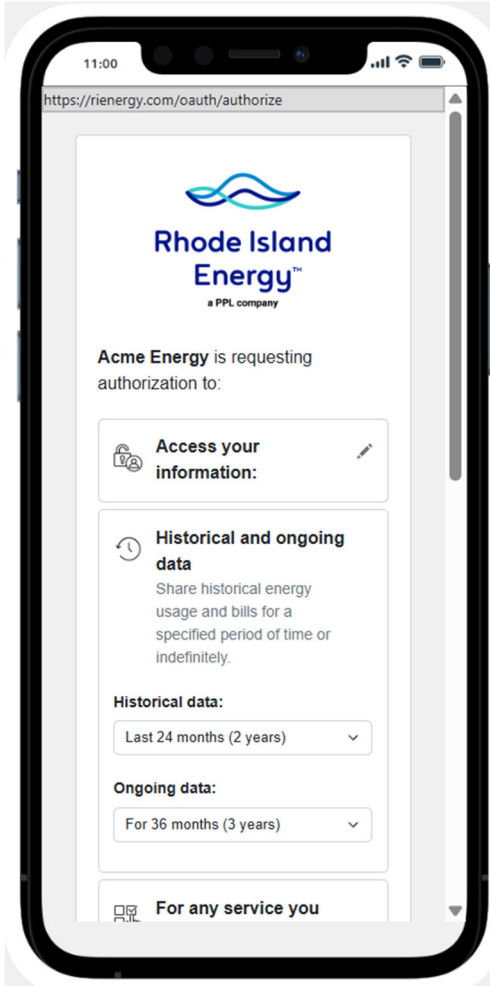 11:00
https://rienergy.com/oauth/authorize
Rhode Island
Energy™
a PPL company
Acme Energy is requesting
authorization to:
Access your
information:
Historical and ongoing
data
Share historical energy
usage and bills for a
specified period of time or
indefinitely.
Historical data:
Last 24 months (2 years)
Ongoing data:
For 36 months (3 years)
For any service you